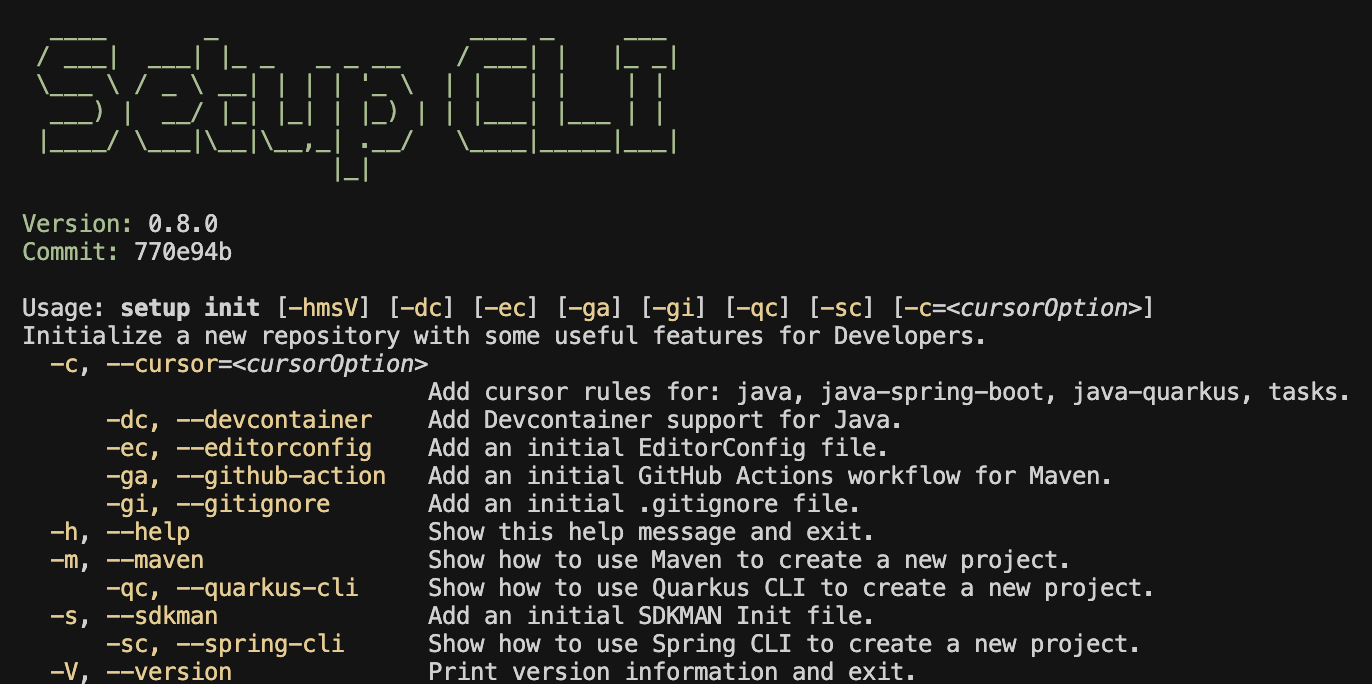 Setup CLI
Version: 0.8.0
Commit: 770e94b
Usage: setup init [-hmsV] [-dc] [-ec] [-ga] [-gi] [-qc] [-sc] [-c=<cursorOption>]
Initialize a new repository with some useful features for Developers.
-c, --cursor=<cursorOption>
Add cursor rules for: java, java-spring-boot, java-quarkus, tasks.
-dc, --devcontainer Add Devcontainer support for Java.
-ec, --editorconfig Add an initial EditorConfig file.
-ga, --github-action Add an initial GitHub Actions workflow for Maven.
-gi, --gitignore Add an initial .gitignore file.
-h, --help Show this help message and exit.
-m, --maven Show how to use Maven to create a new project.
-qc, --quarkus-cli Show how to use Quarkus CLI to create a new project.
-s, --sdkman Add an initial SDKMAN Init file.
-sc, --spring-cli Show how to use Spring CLI to create a new project.
-V, --version Print version information and exit.